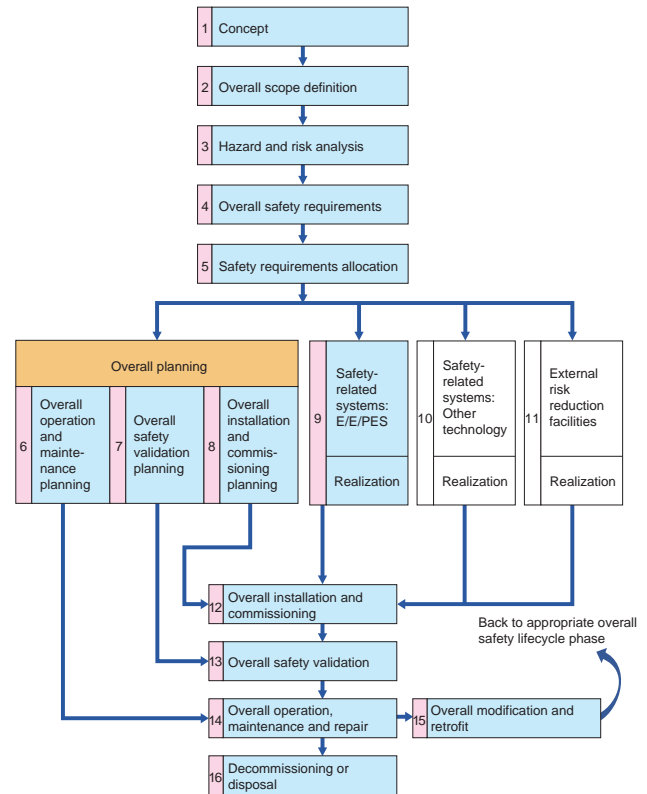 1 Concept
2 Overall scope definition
3 Hazard and risk analysis
4 Overall safety requirements
5 Safety requirements allocation
Overall planning
6
Overall
operation
and
mainte-
nance
planning
7
Overall
safety
validation
planning
8
Overall
installation
and
commis-
sioning
planning
9
Safety-
related
systems:
E/E/PES
Realization
10
Safety-
related
systems:
Other
technology
Realization
11
External
risk
reduction
facilities
Realization
12
Overall installation and
commissioning
13 Overall safety validation
14
Overall operation,
maintenance and repair
15
Overall modification and
retrofit
Back to appropriate overall
safety lifecycle phase
16
Decommissioning or
disposal